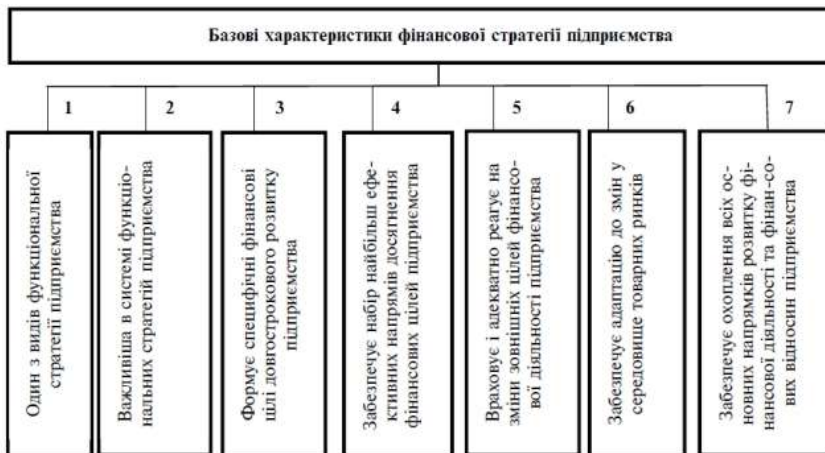 Базові характеристики фінансової стратегії підприємства
1
2
3
4
5
6
7
Один з видів функціональної
стратегії підприємства
Важливіша в системі функціо-
нальних стратегій підприємства
Формує специфічні фінансові
цілі довгострокового розвитку
підприємства
Забезпечує набір найбільш ефе-
ктивних напрямів досягнення
фінансових цілей підприємства
Враховує і адекватно реагує на
зміни зовнішніх цілей фінансо-
вої діяльності підприємства
Забезпечує адаптацію до змін у
середовище товарних ринків
Забезпечує охоплення всіх ос-
новних напрямків розвитку фі-
нансової діяльності та фінан-со-
вих відносин підприємства